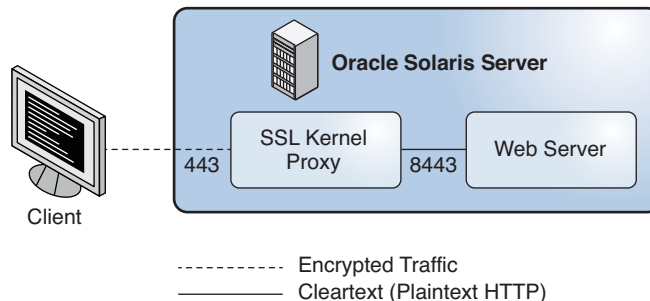 Oracle Solaris Server
SSL Kernel
Proxy
Web Server
443
8443
Client
Encrypted Traffic
Cleartext (Plaintext HTTP)